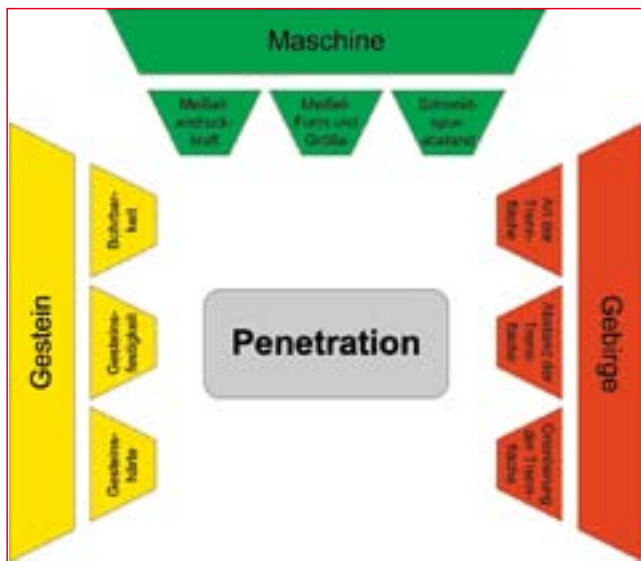 Maschine
Meißel-
andruck-
kraft
Meißel-
Form und
Größe
Schneid-
spur-
abstand
Gestein
Bohrbar-
keit
Gesteins-
festigkeit
Gesteins-
härte
Penetration
Gebirge
Art der
Trenn-
fläche
Abstand der
Trenn-
fläche
Orientierung
der Trenn-
fläche